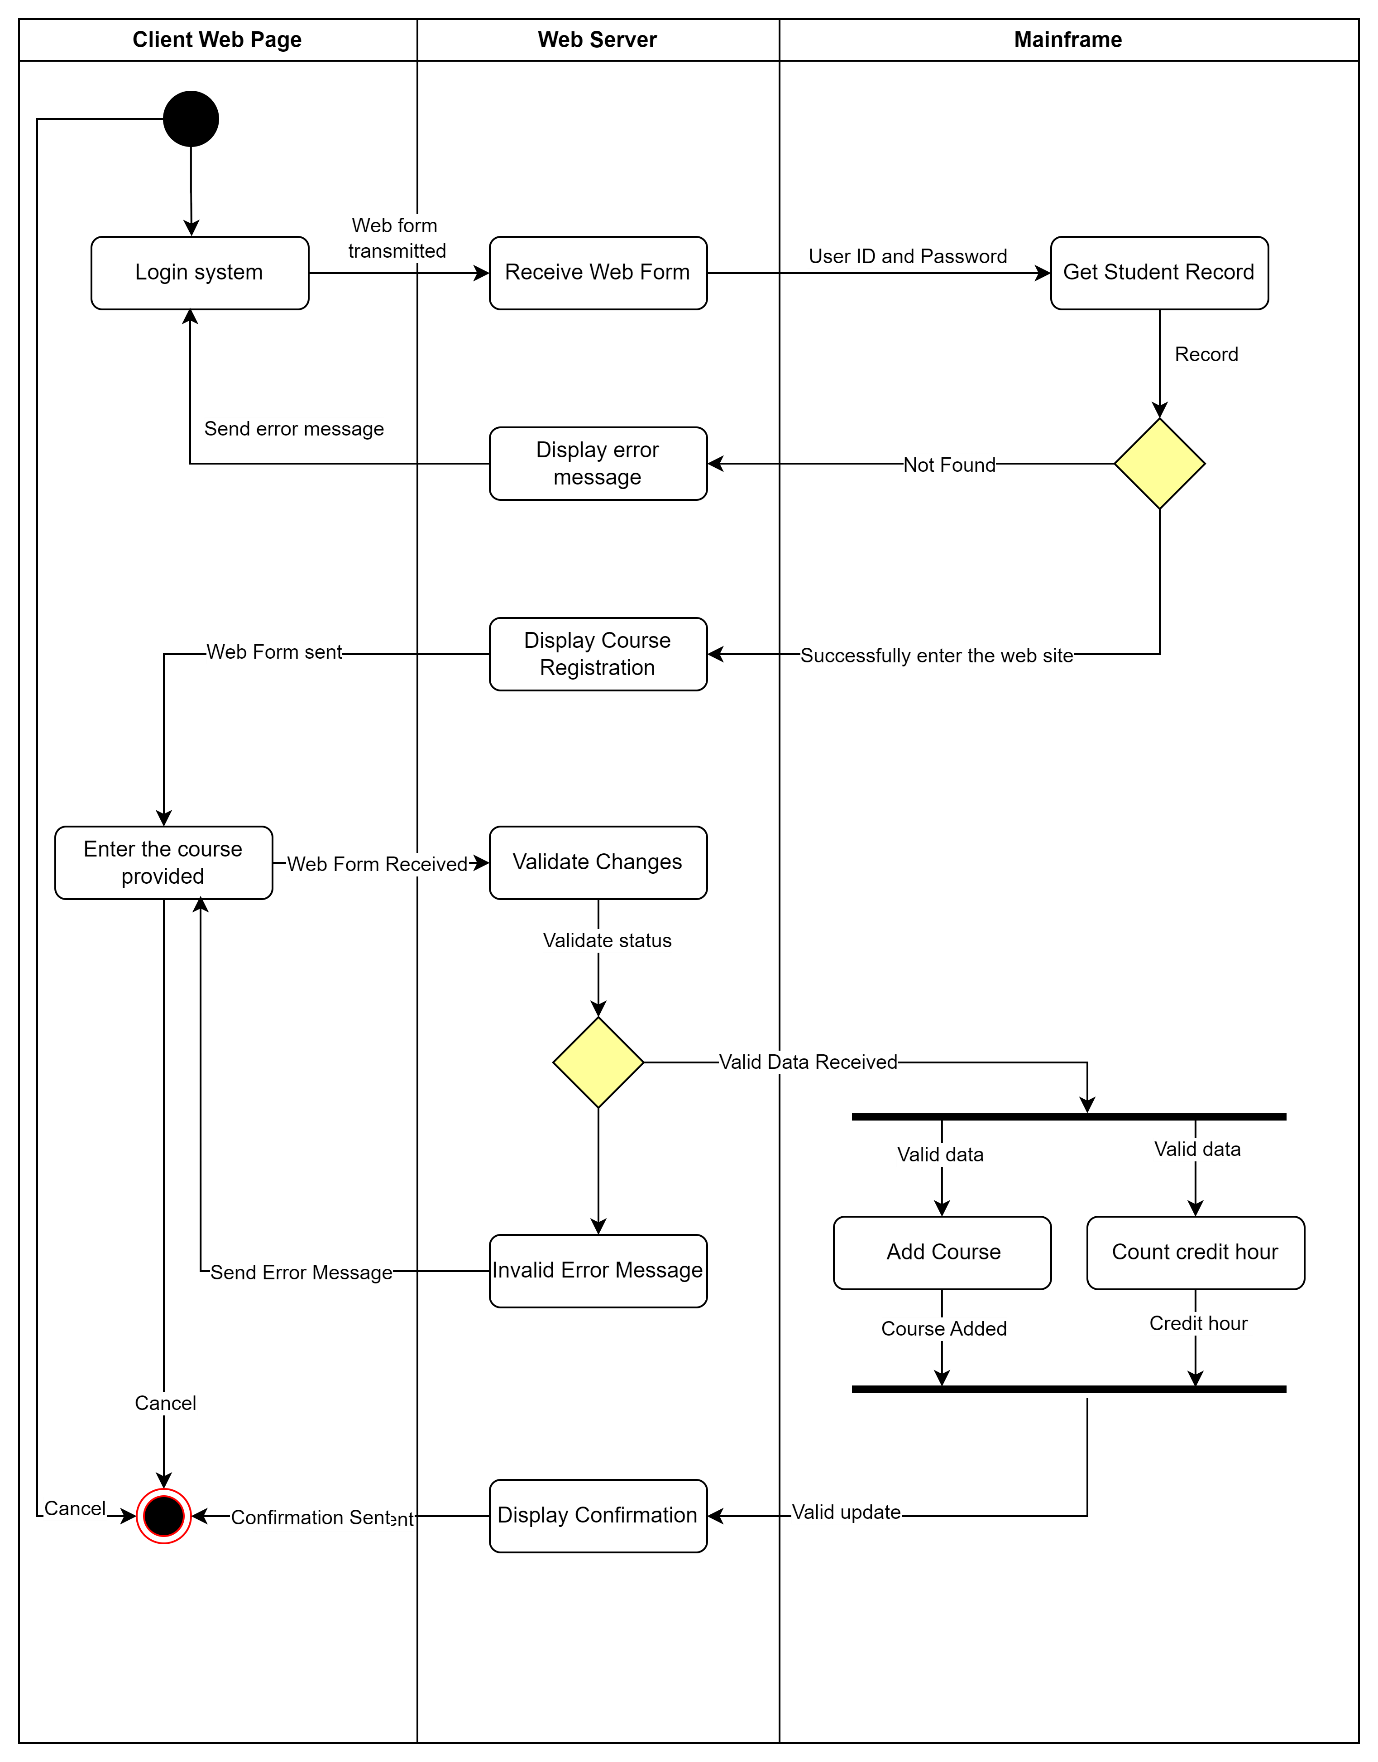 Client Web Page
Web Server
Mainframe
Web form
transmitted
Login system
Receive Web Form
User ID and Password
Get Student Record
Record
Send error message
Display error
message
Not Found
Display Course
Registration
Web Form sent
Successfully enter the web site
Enter the course
provided
Web Form Received
Validate Changes
Validate status
Valid Data Received
Valid data
Valid data
Add Course
Count credit hour
Send Error Message
Invalid Error Message
Course Added
Credit hour
Cancel
Cancel
Confirmation Sent
Display Confirmation
Valid update